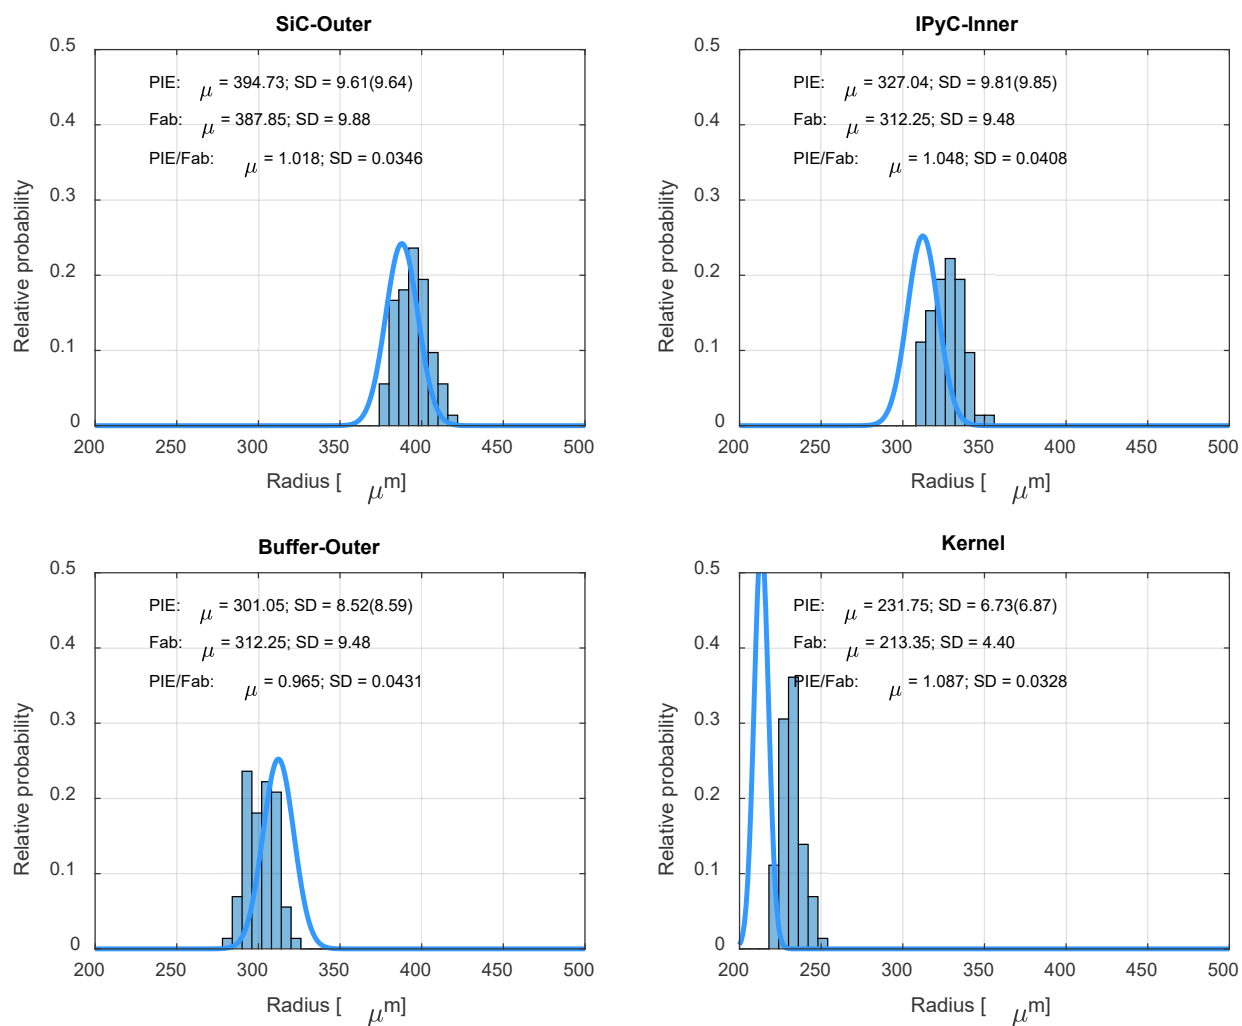 SiC-Outer
0.5
0.4
0.3
0.2
0.1
0
Relative probability
PIE: μ = 394.73; SD = 9.61(9.64)
Fab: μ = 387.85; SD = 9.88
PIE/Fab: μ = 1.018; SD = 0.0346
200 250 300 350 400 450 500
Radius [ μm]
IPyC-Inner
0.5
0.4
0.3
0.2
0.1
0
Relative probability
PIE: μ = 327.04; SD = 9.81(9.85)
Fab: μ = 312.25; SD = 9.48
PIE/Fab: μ = 1.048; SD = 0.0408
200 250 300 350 400 450 500
Radius [ μm]
Buffer-Outer
0.5
0.4
0.3
0.2
0.1
0
Relative probability
PIE: μ = 301.05; SD = 8.52(8.59)
Fab: μ = 312.25; SD = 9.48
PIE/Fab: μ = 0.965; SD = 0.0431
200 250 300 350 400 450 500
Radius [ μm]
Kernel
0.5
0.4
0.3
0.2
0.1
0
Relative probability
PIE: μ = 231.75; SD = 6.73(6.87)
Fab: μ = 213.35; SD = 4.40
PIE/Fab: μ = 1.087; SD = 0.0328
200 250 300 350 400 450 500
Radius [ μm]